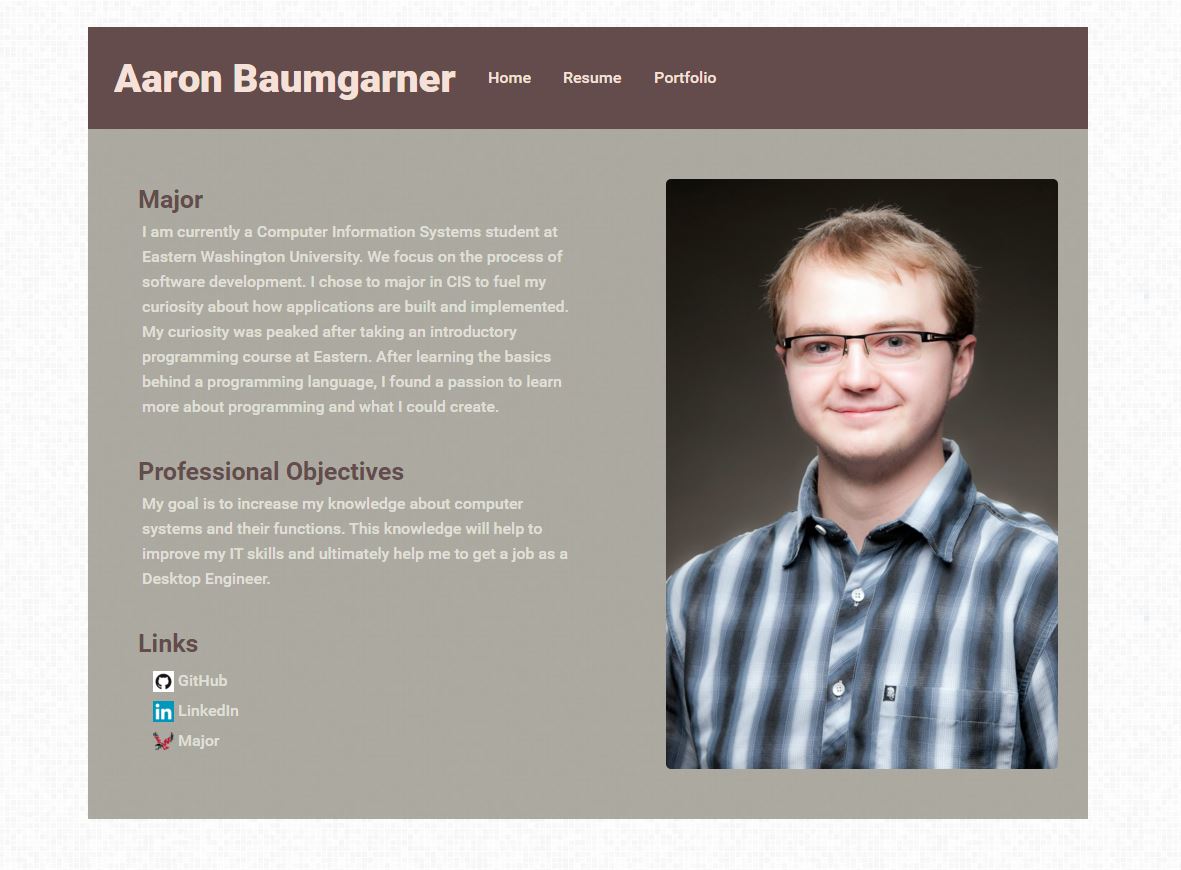 Aaron Baumgarner
Home Resume Portfolio
Major
I am currently a Computer Information Systems student at
Eastern Washington University. We focus on the process of
software development. I chose to major in CIS to fuel my
curiosity about how applications are built and implemented.
My curiosity was peaked after taking an introductory
programming course at Eastern. After learning the basics
behind a programming language, I found a passion to learn
more about programming and what I could create.
Professional Objectives
My goal is to increase my knowledge about computer
systems and their functions. This knowledge will help to
improve my IT skills and ultimately help me to get a job as a
Desktop Engineer.
Links
GitHub
in LinkedIn
Major